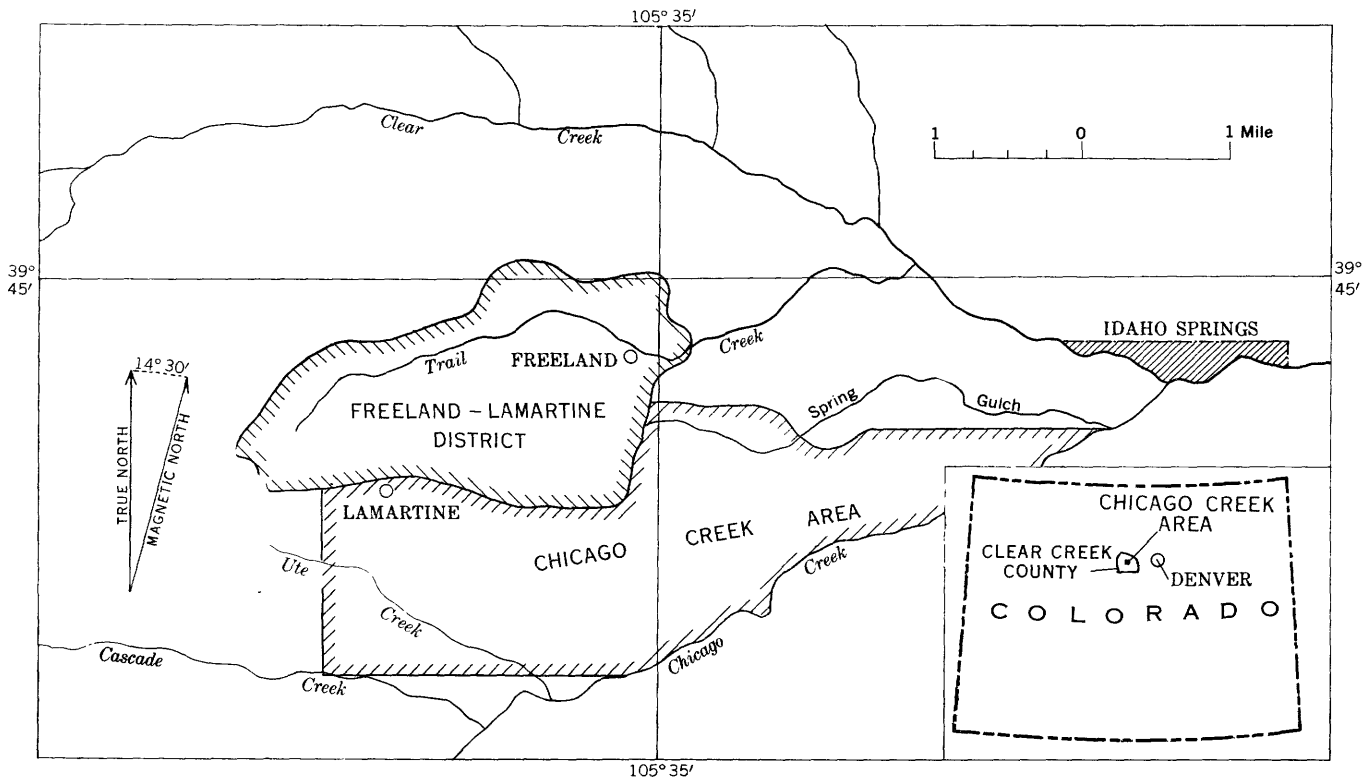 105° 35′
Clear
Creek
1 0 1 Mile
39°
45′
39°
45′
IDAHO SPRINGS
Creek
Trail
FREELAND
14° 30′
TRUE NORTH
MAGNETIC NORTH
FREELAND – LAMARTINE
DISTRICT
Spring
Gulch
LAMARTINE
CHICAGO CREEK AREA
Ute
Creek
Creek
Chicago
Cascade
Creek
CHICAGO CREEK
AREA
CLEAR CREEK
COUNTY
DENVER
COLORADO
105° 35′